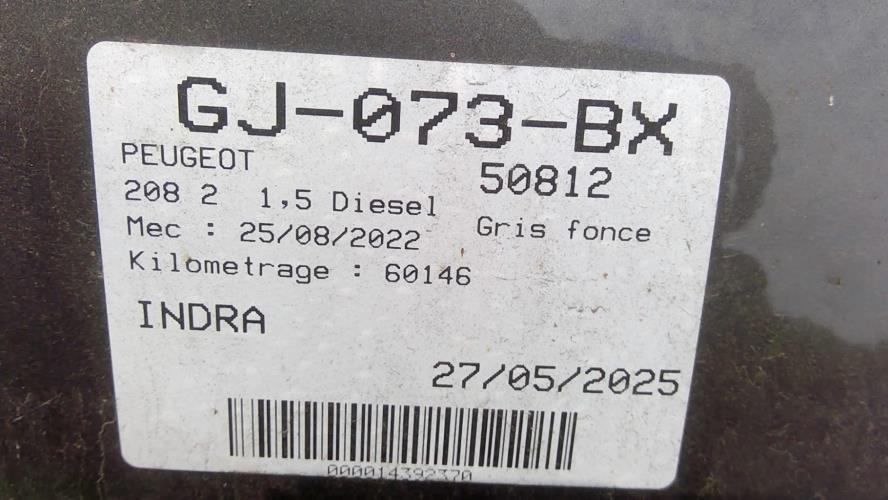 GJ-073-BX
PEUGEOT
50812
208 2 1,5 Diesel
Gris fonce
Mec : 25/08/2022
Kilometrage : 60146
INDRA
27/05/2025
000014392370